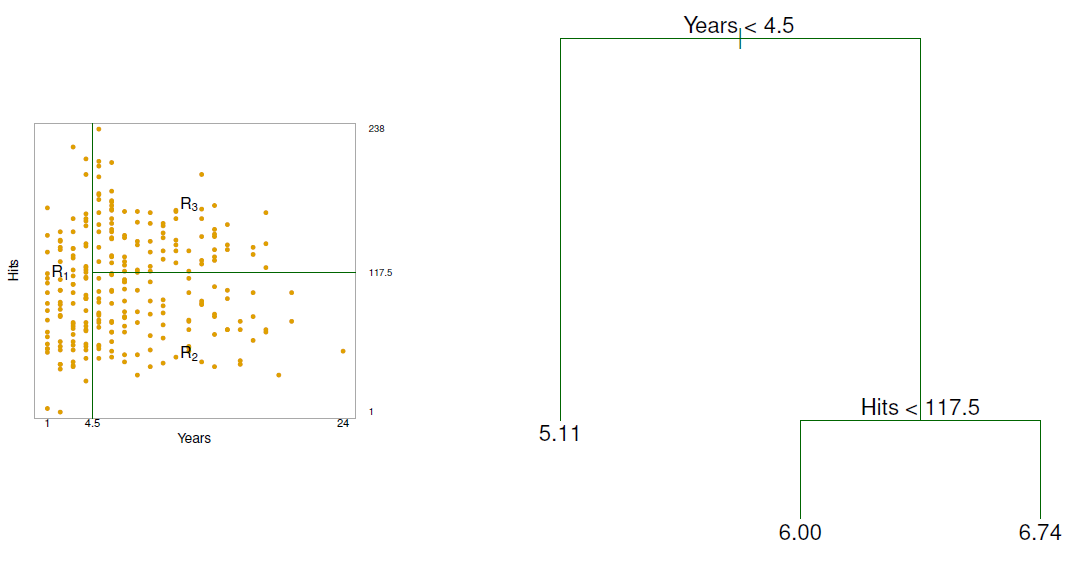 238
R3
Hits
R1
117.5
R2
1
1
4.5
24
Years
Years < 4.5
5.11
Hits < 117.5
6.00
6.74